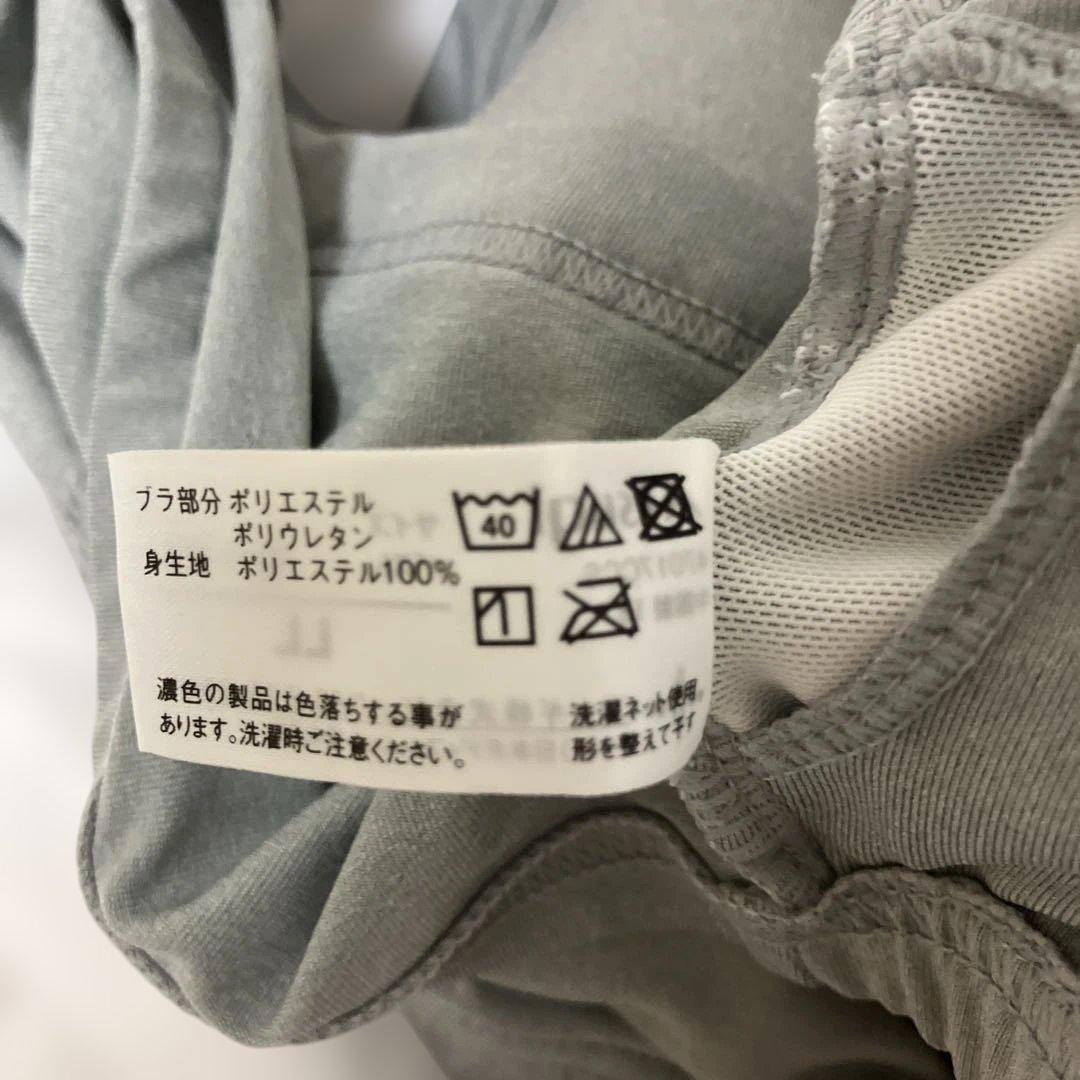 ブラ部分 ポリエステル
ポリウレタン
身生地 ポリエステル100%
40
濃色の製品は色落ちする事が
あります。洗濯時ご注意ください。
洗濯ネット使用。
形を整えて干す
LL